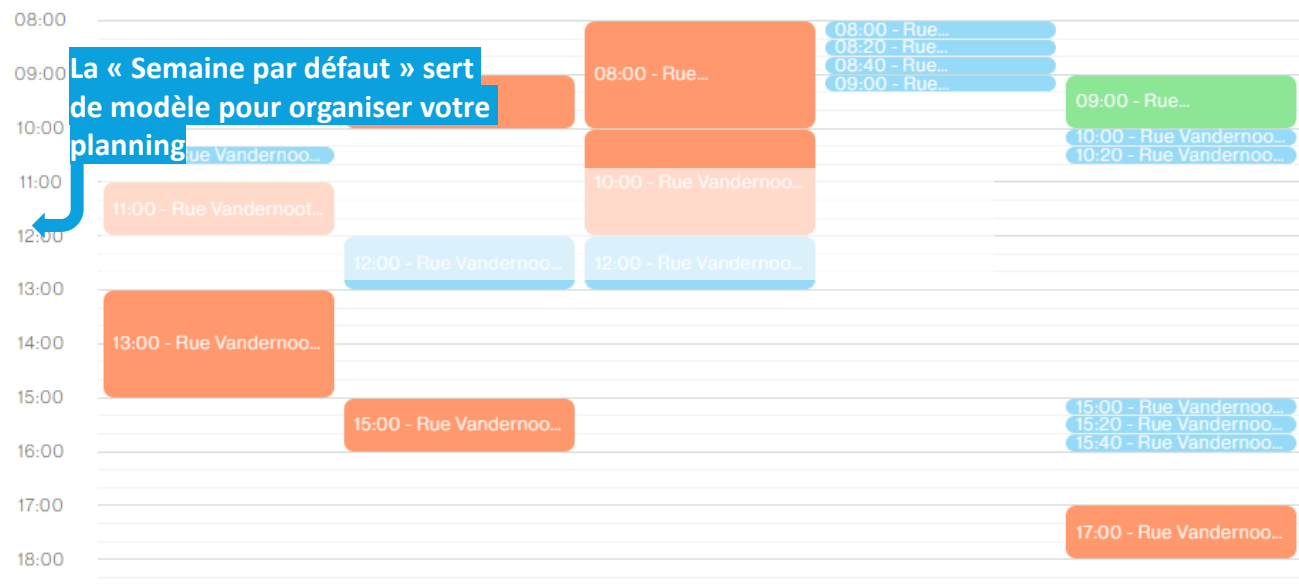 08:00
09:00
10:00
11:00
12:00
13:00
14:00
15:00
16:00
17:00
18:00
La « Semaine par défaut » sert
de modèle pour organiser votre
planning
ue Vandernoo...
11:00 - Rue Vandernoot...
13:00 - Rue Vandernoo...
12:00 - Rue Vandernoo...
15:00 - Rue Vandernoo...
08:00 - Rue...
10:00 - Rue Vandernoo...
12:00 - Rue Vandernoo...
08:00 - Rue...
08:20 - Rue...
08:40 - Rue...
09:00 - Rue...
09:00 - Rue...
10:00 - Rue Vandernoo...
10:20 - Rue Vandernoo...
15:00 - Rue Vandernoo...
15:20 - Rue Vandernoo...
15:40 - Rue Vandernoo...
17:00 - Rue Vandernoo...